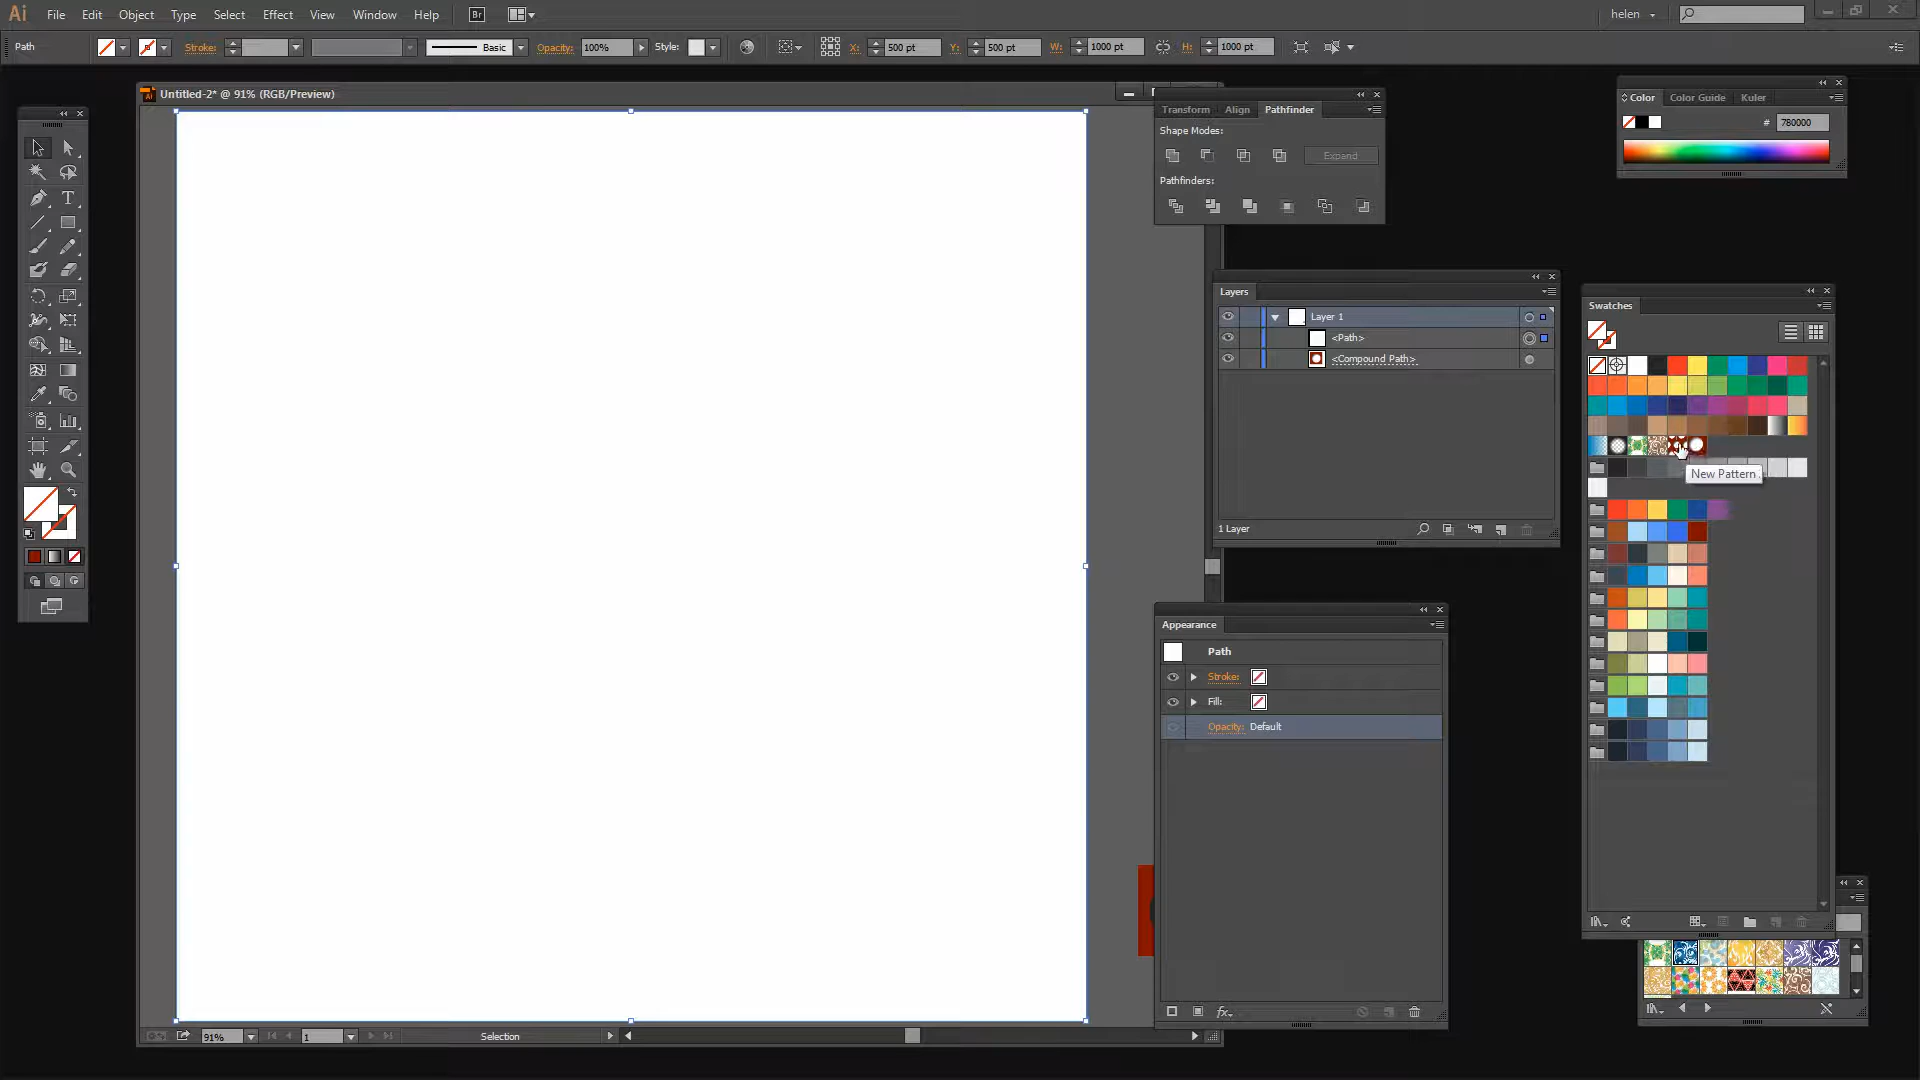 Ai File Edit Object Type Select Effect View Window Help Br helen
Path Stroke: Basic Opacity: 100% Style: X: 500 pt Y: 500 pt W: 1000 pt H: 1000 pt
Untitled-2* @ 91% (RGB/Preview)
Transform Align Pathfinder
Shape Modes:
Expand
Pathfinders:
Color Color Guide Kuler
# 780000
Layers
Layer 1
<Path>
<Compound Path>
1 Layer
Swatches
New Pattern
Appearance
Path
Stroke:
Fill:
Opacity: Default
fx
91% 1 Selection